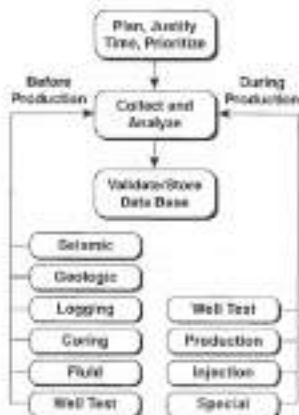 Plan, Justify
Time, Prioritize
Before
Production
During
Production
Collect and
Analyze
Validate/Store
Data Base
Seismic
Geologic
Logging
Coring
Fluid
Well Test
Well Test
Production
Injection
Special